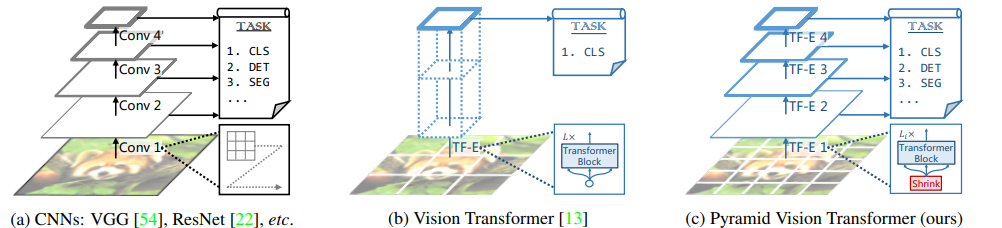 TASK
1. CLS
2. DET
3. SEG
...
Conv 4
Conv 3
Conv 2
Conv 1
(a) CNNs: VGG [54], ResNet [22], etc.
TASK
1. CLS
TF-E
L×
Transformer
Block
(b) Vision Transformer [13]
TASK
1. CLS
2. DET
3. SEG
...
TF-E 4
TF-E 3
TF-E 2
TF-E 1
Li×
Transformer
Block
Shrink
(c) Pyramid Vision Transformer (ours)